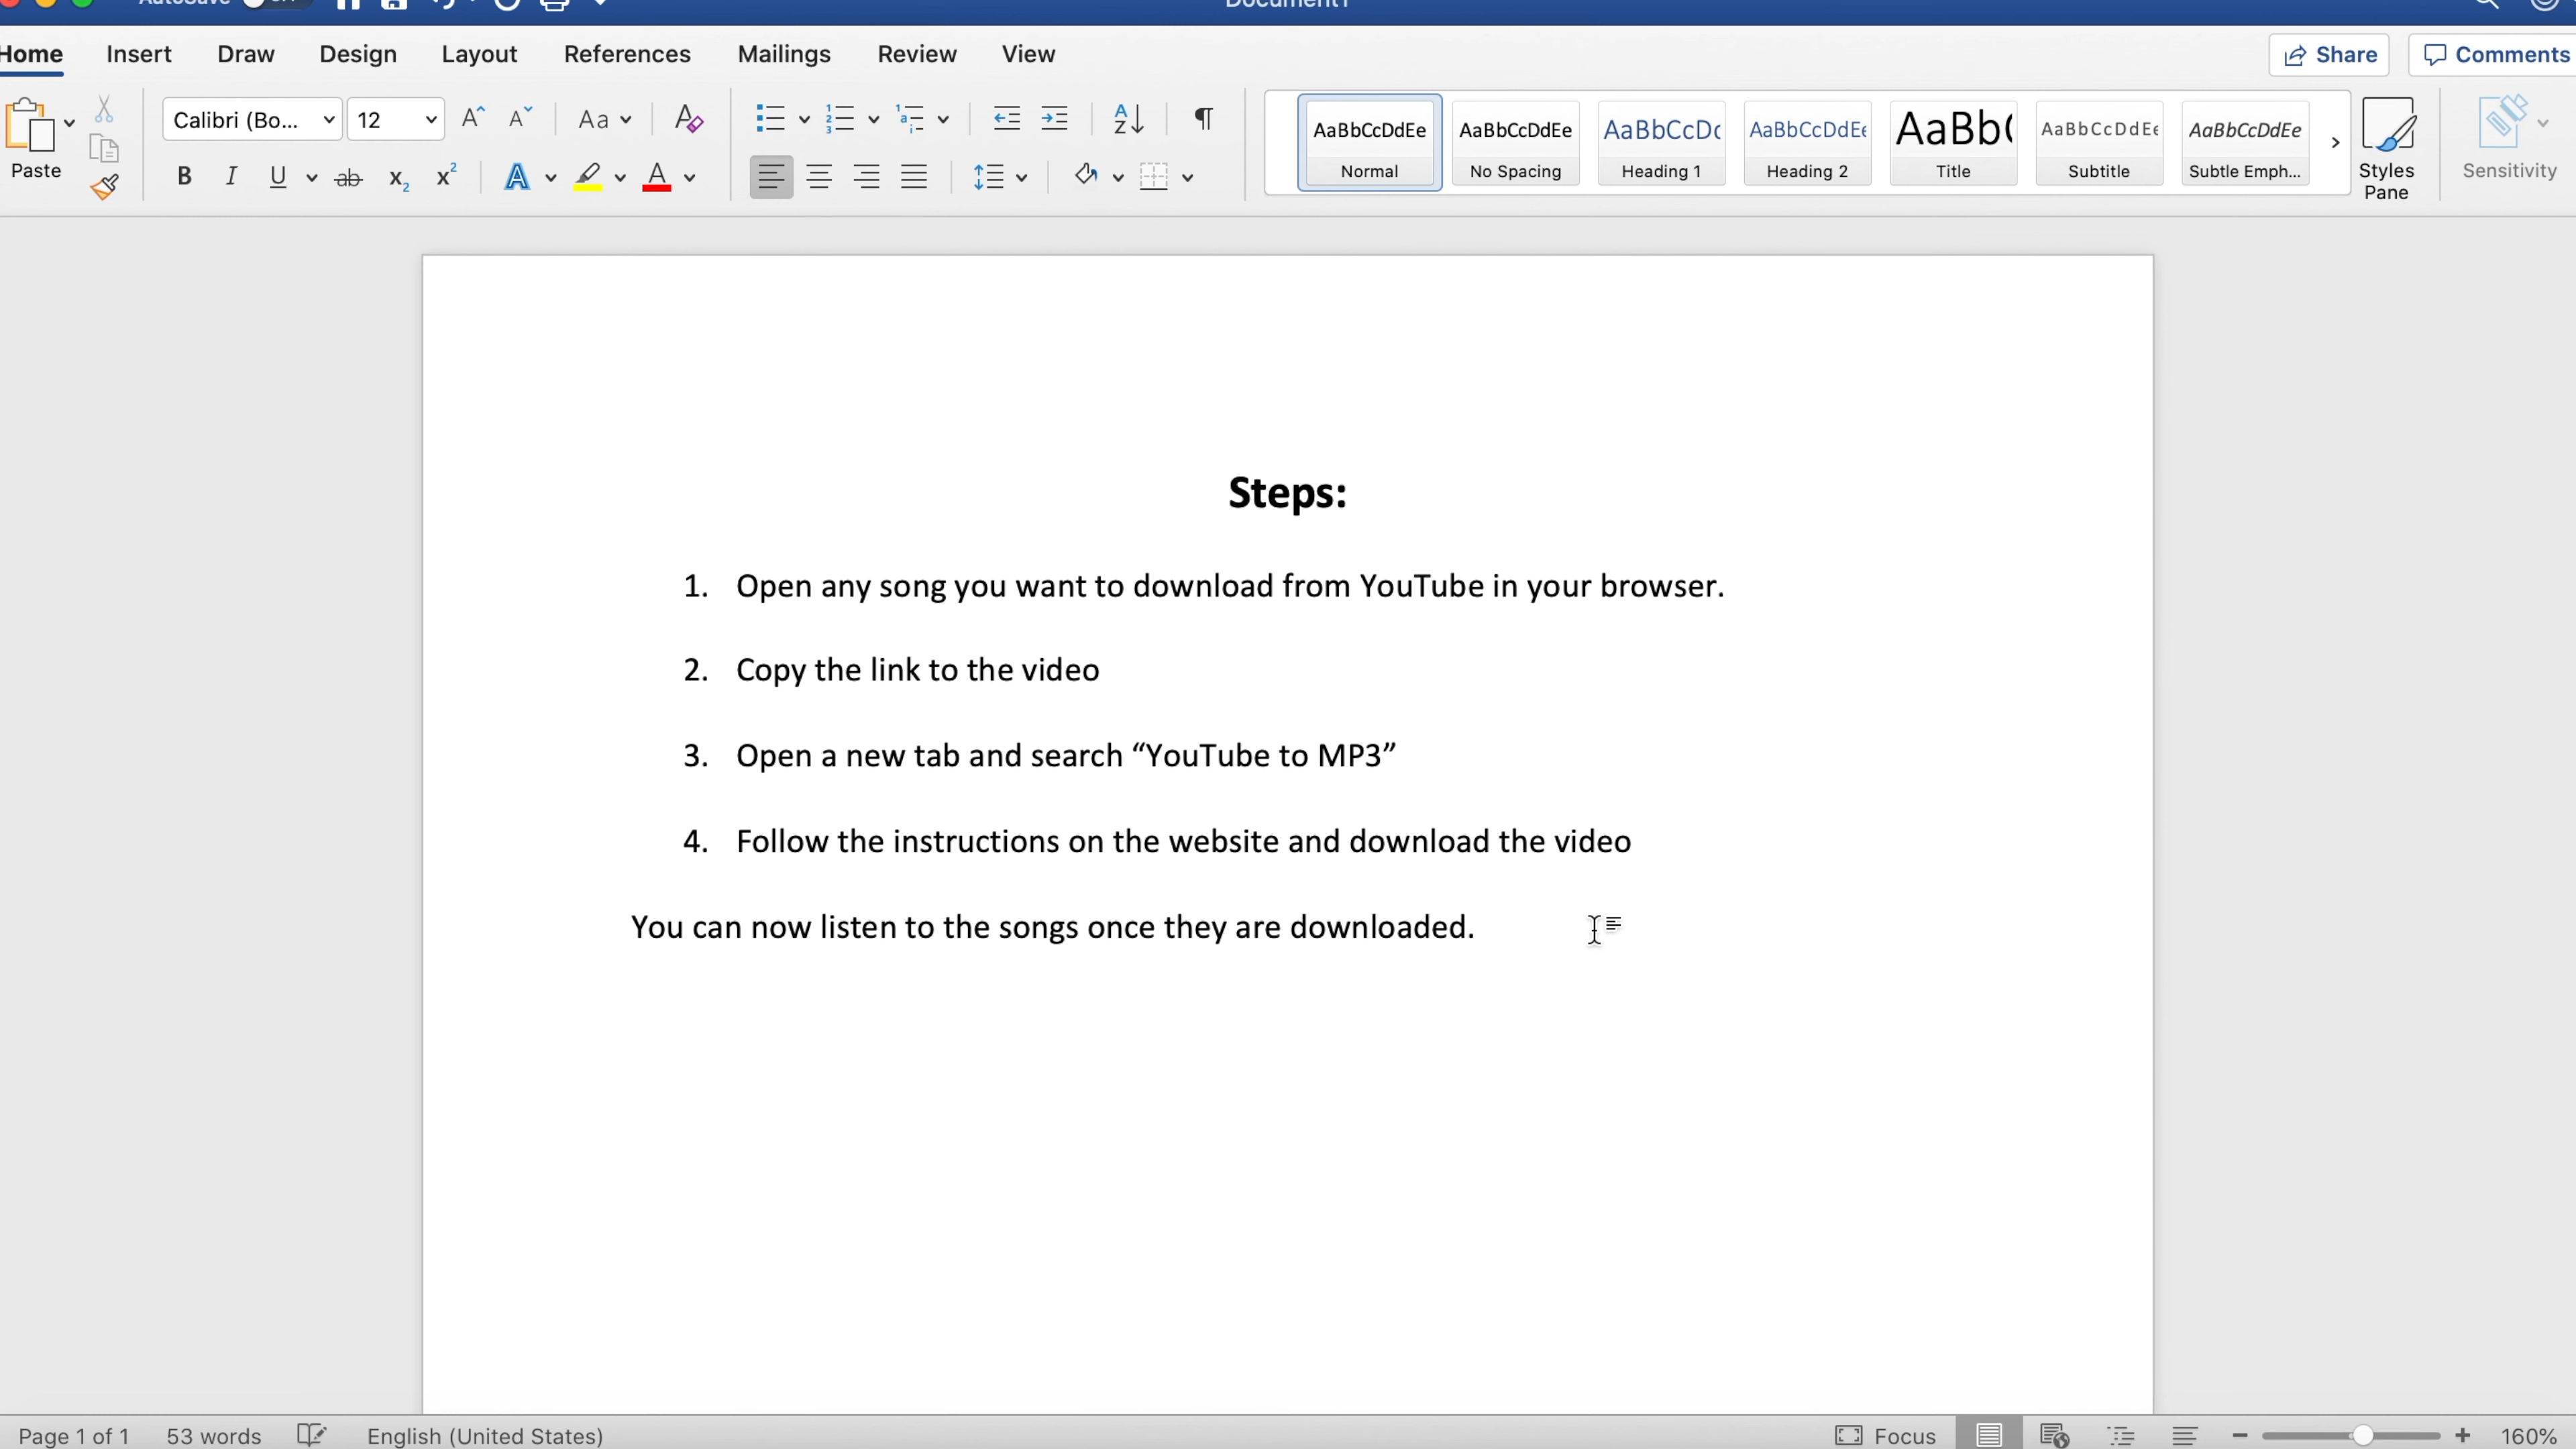 Home Insert Draw Design Layout References Mailings Review View Share Comments
Calibri (Bo... 12
Paste
AaBbCcDdEe AaBbCcDdEe AaBbCcDc AaBbCcDdEe AaBb( AaBbCcDdEe AaBbCcDdEe
Normal No Spacing Heading 1 Heading 2 Title Subtitle Subtle Emph... Styles Pane Sensitivity
Steps:
1. Open any song you want to download from YouTube in your browser.
2. Copy the link to the video
3. Open a new tab and search “YouTube to MP3”
4. Follow the instructions on the website and download the video
You can now listen to the songs once they are downloaded.
Page 1 of 1 53 words English (United States) Focus 160%